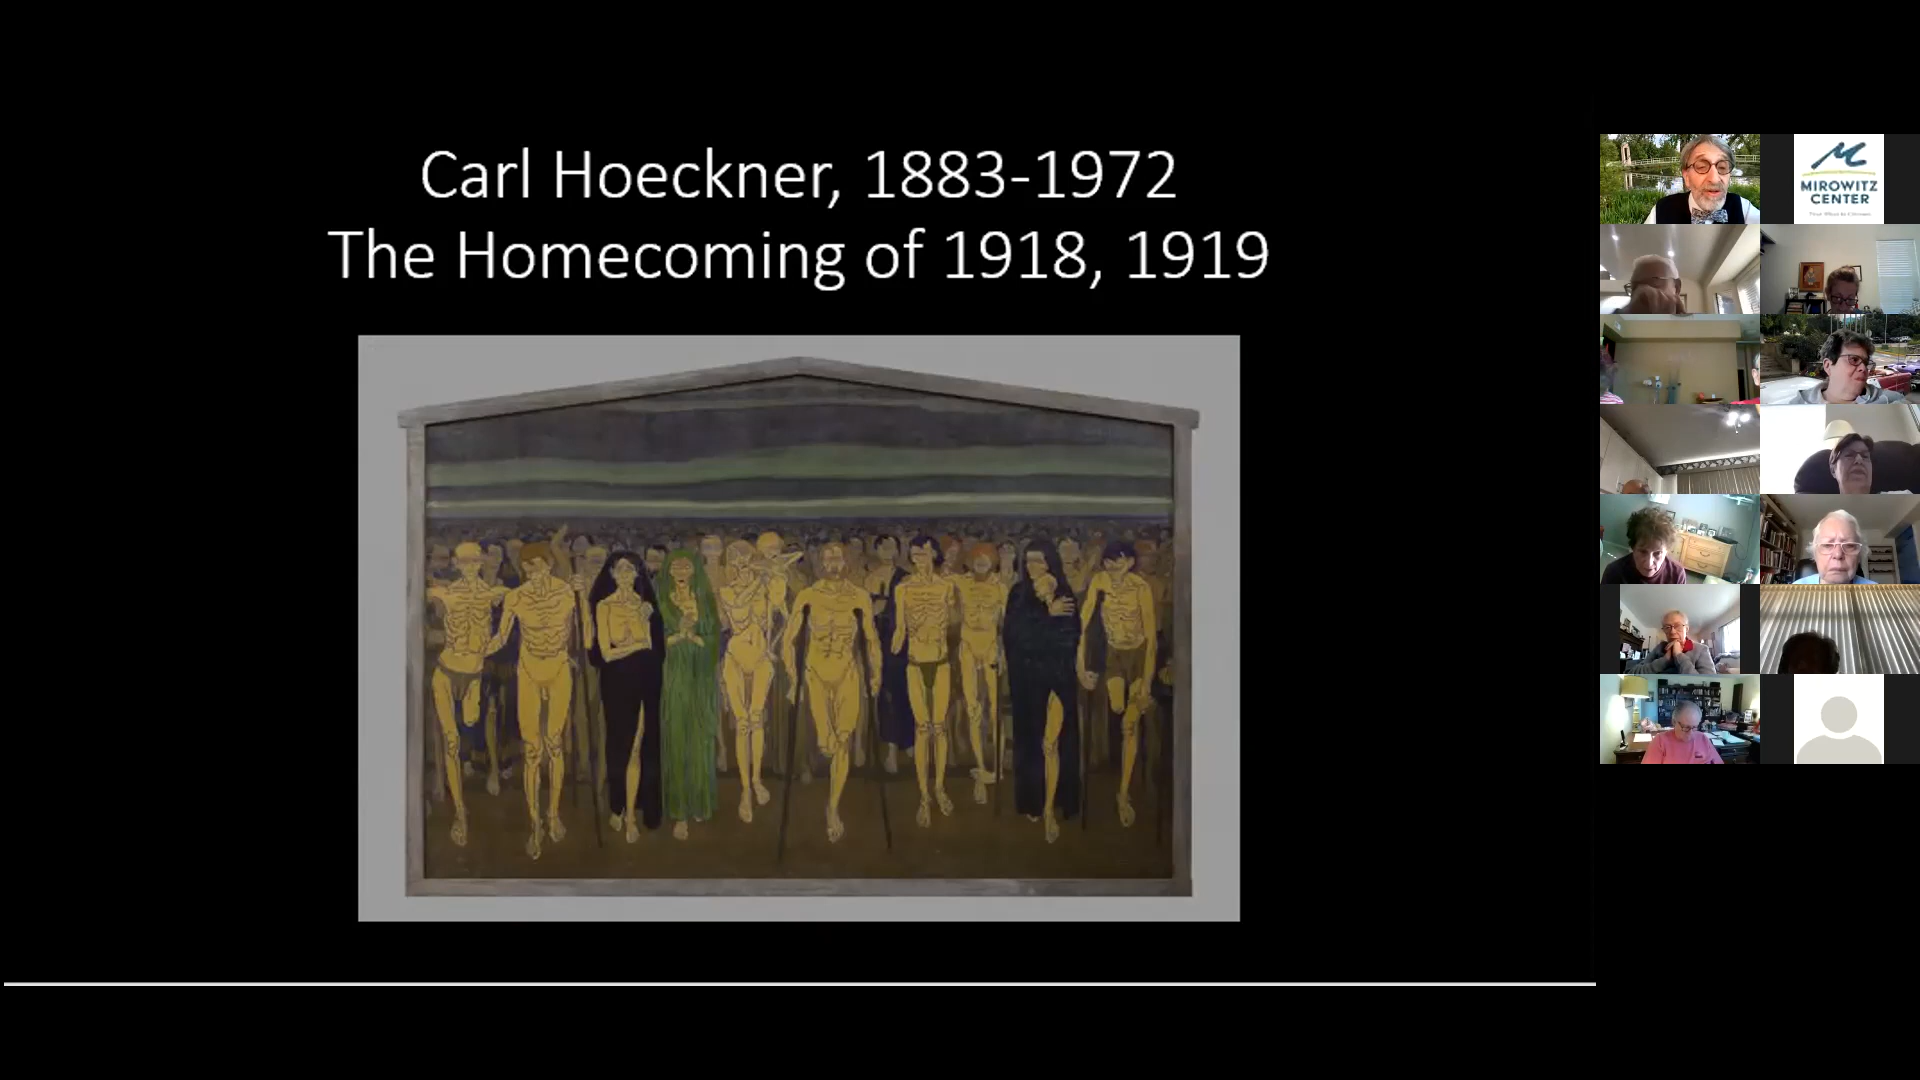 Carl Hoeckner, 1883-1972
The Homecoming of 1918, 1919
MIROWITZ
CENTER